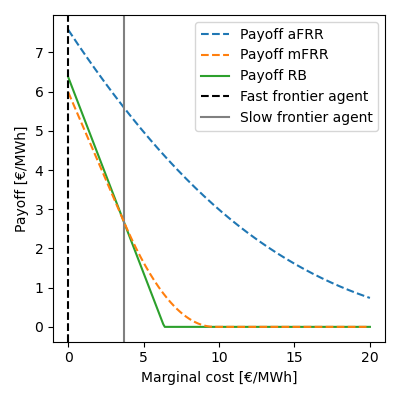 Payoff aFRR
Payoff mFRR
Payoff RB
Fast frontier agent
Slow frontier agent
Payoff [€/MWh]
7
6
5
4
3
2
1
0
0 5 10 15 20
Marginal cost [€/MWh]